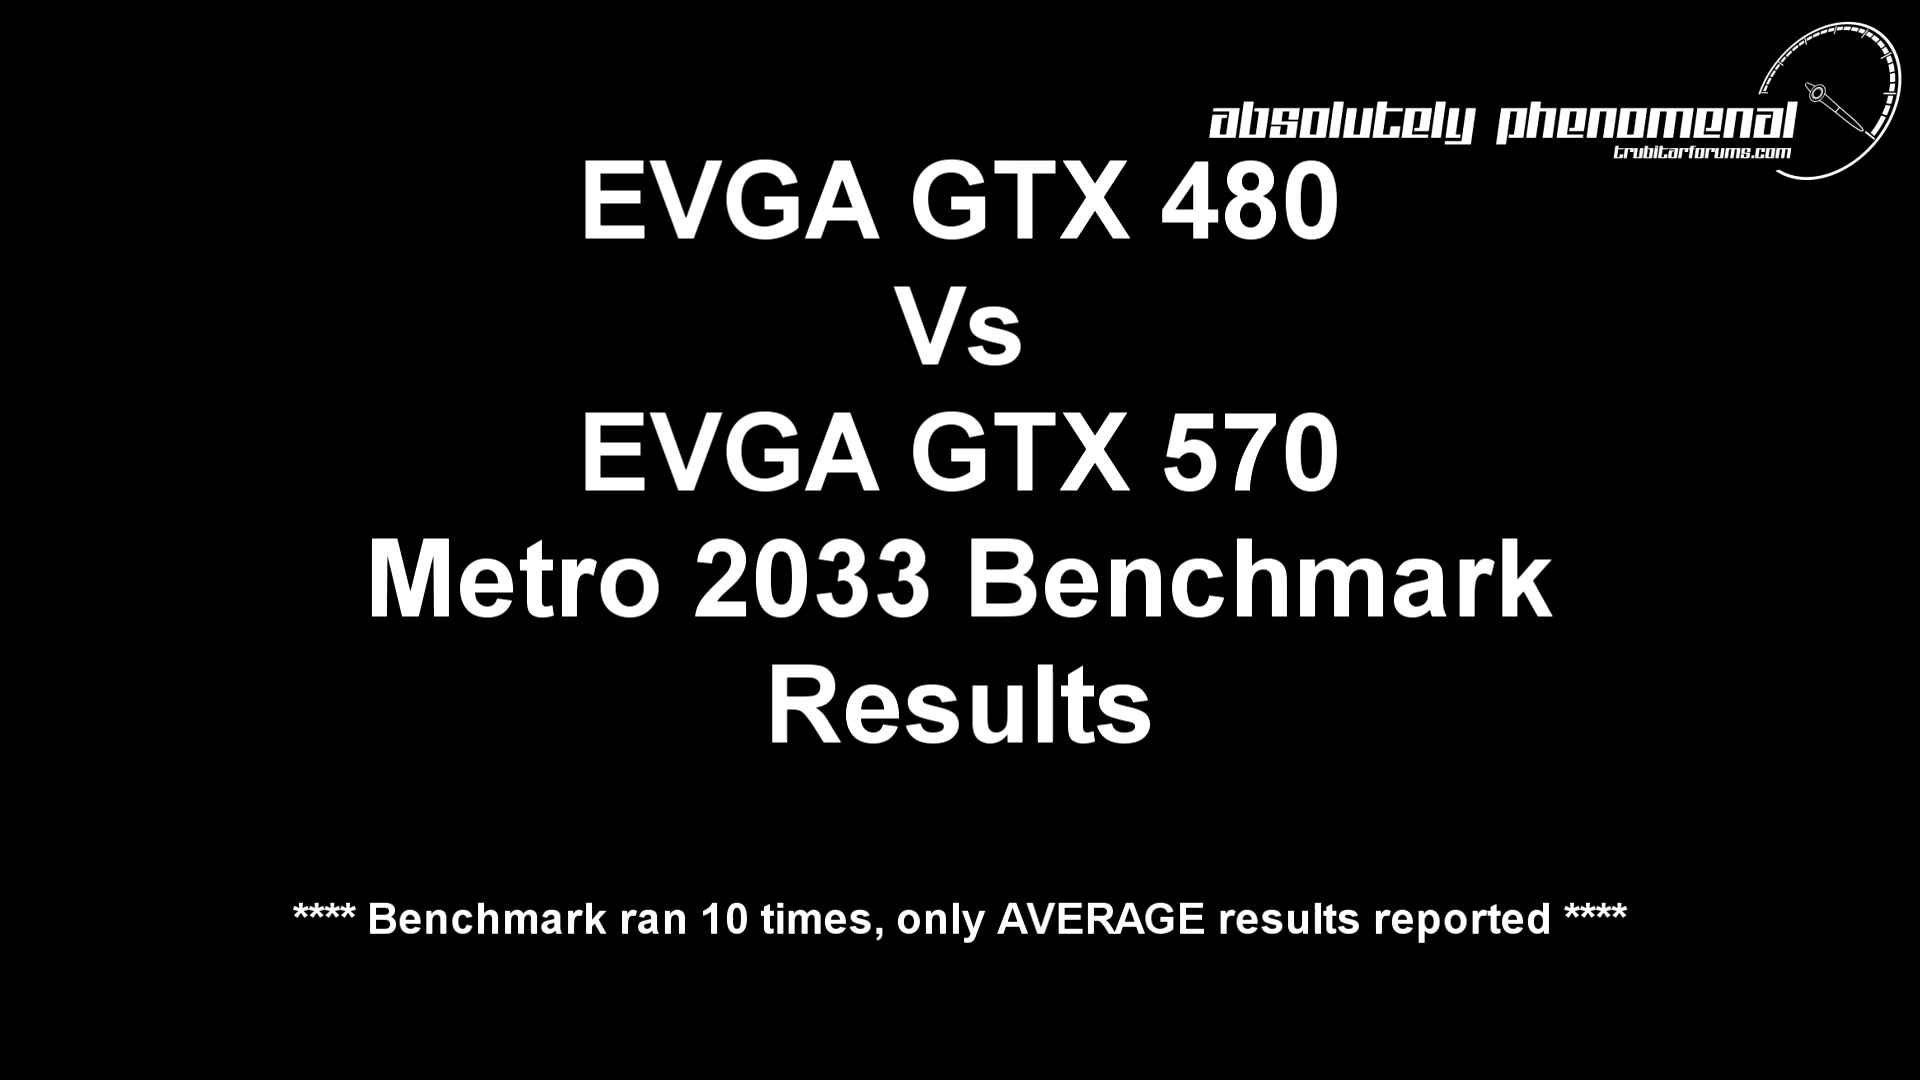 absolutely phenomenal
trubitarforums.com
EVGA GTX 480
Vs
EVGA GTX 570
Metro 2033 Benchmark
Results
**** Benchmark ran 10 times, only AVERAGE results reported ****